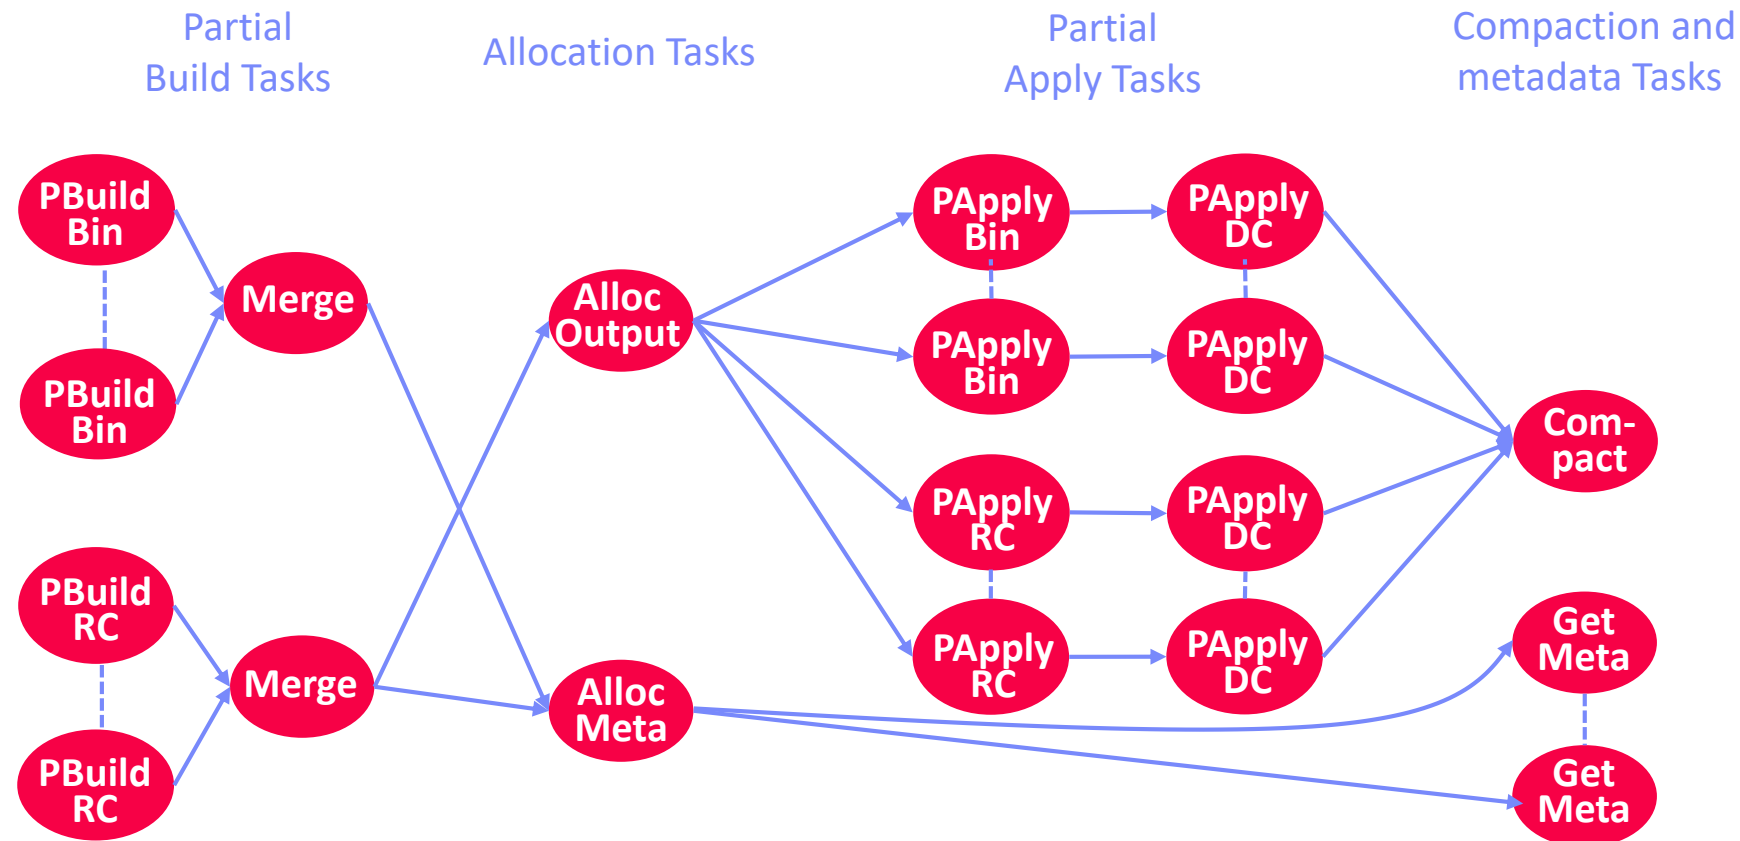 Partial
Build Tasks
Allocation Tasks
Partial
Apply Tasks
Compaction and
metadata Tasks
PBuild
Bin
PBuild
Bin
Merge
PBuild
RC
PBuild
RC
Merge
Alloc
Output
Alloc
Meta
PApply
Bin
PApply
Bin
PApply
RC
PApply
RC
PApply
DC
PApply
DC
PApply
DC
PApply
DC
Com-
pact
Get
Meta
Get
Meta